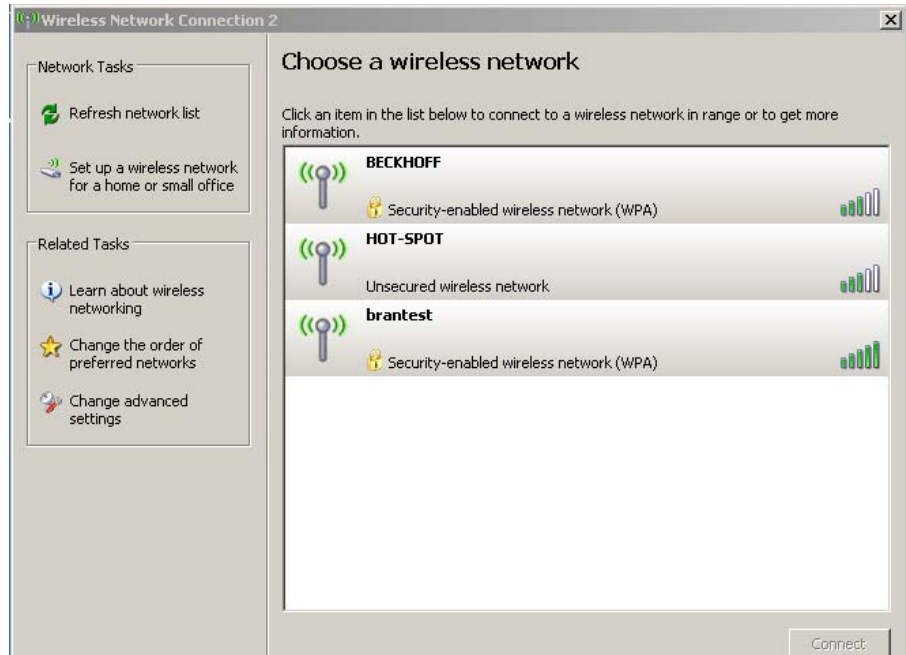 Wireless Network Connection 2
Network Tasks
Refresh network list
Set up a wireless network
for a home or small office
Related Tasks
Learn about wireless
networking
Change the order of
preferred networks
Change advanced
settings
Choose a wireless network
Click an item in the list below to connect to a wireless network in range or to get more
information.
BECKHOFF
Security-enabled wireless network (WPA)
HOT-SPOT
Unsecured wireless network
brantest
Security-enabled wireless network (WPA)
Connect